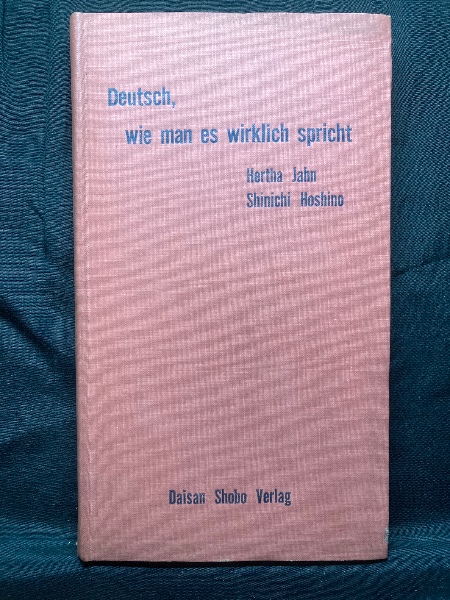 Deutsch,
wie man es wirklich spricht
Hertha Jahn
Shinichi Hoshino
Daisan Shobo Verlag